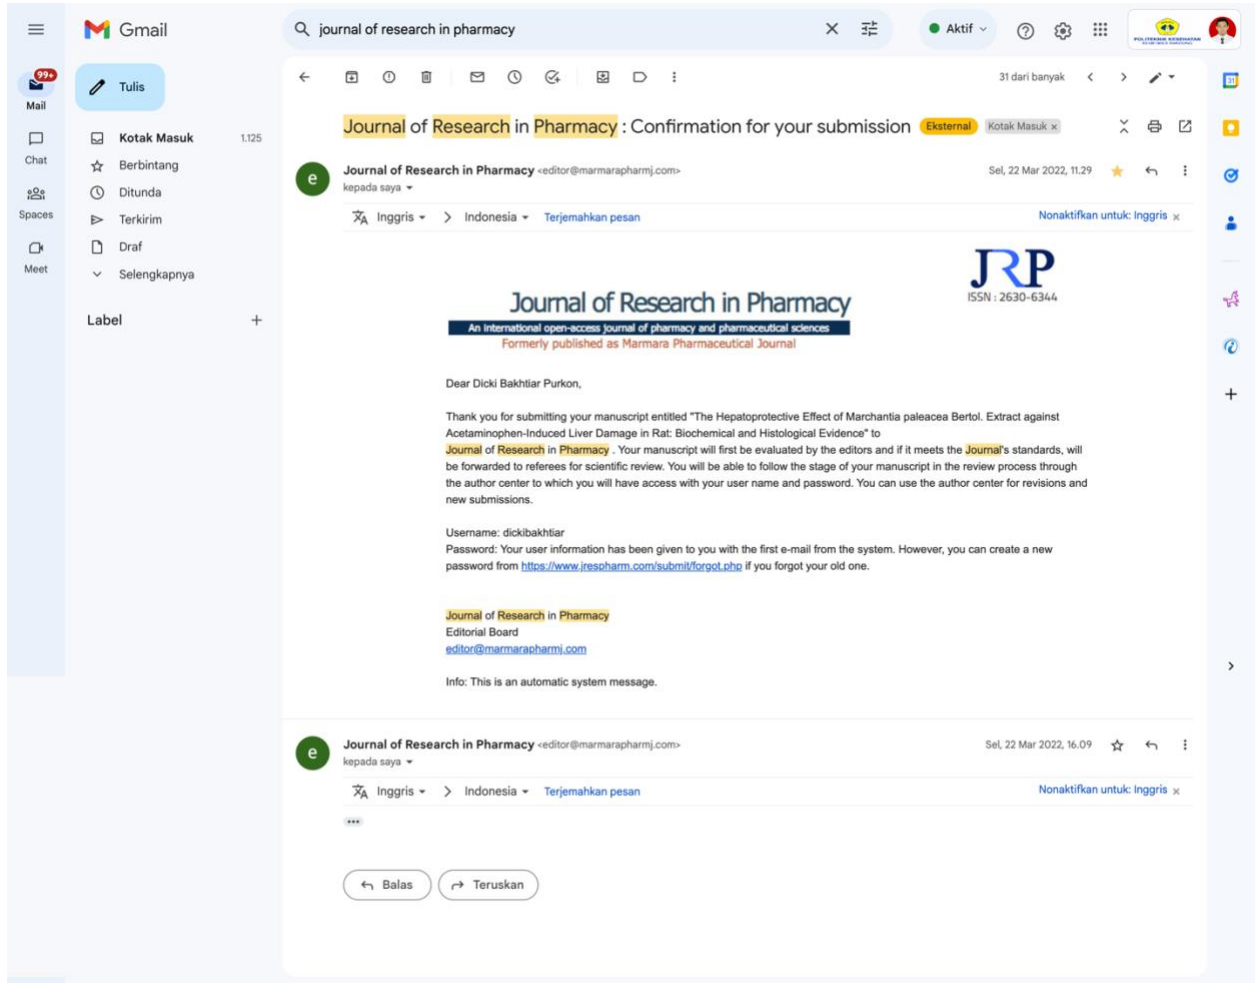 Gmail
journal of research in pharmacy
Aktif
POLITEKNIK KESEHATAN
99+
Mail
Chat
Spaces
Meet
Tulis
Kotak Masuk 1.125
Berbintang
Ditunda
Terkirim
Draf
Selengkapnya
Label
31 dari banyak
Journal of Research in Pharmacy : Confirmation for your submission Eksternal Kotak Masuk ×
e
Journal of Research in Pharmacy <editor@marmarapharmj.com> Sel, 22 Mar 2022, 11.29
kepada saya
Inggris > Indonesia Terjemahkan pesan Nonaktifkan untuk: Inggris ×
JRP
ISSN : 2630-6344
Journal of Research in Pharmacy
An international open-access journal of pharmacy and pharmaceutical sciences
Formerly published as Marmara Pharmaceutical Journal
Dear Dicki Bakhtiar Purkon,
Thank you for submitting your manuscript entitled "The Hepatoprotective Effect of Marchantia paleacea Bertol. Extract against
Acetaminophen-Induced Liver Damage in Rat: Biochemical and Histological Evidence" to
Journal of Research in Pharmacy . Your manuscript will first be evaluated by the editors and if it meets the Journal's standards, will
be forwarded to referees for scientific review. You will be able to follow the stage of your manuscript in the review process through
the author center to which you will have access with your user name and password. You can use the author center for revisions and
new submissions.
Username: dickibakhtiar
Password: Your user information has been given to you with the first e-mail from the system. However, you can create a new
password from https://www.jrespharm.com/submit/forgot.php if you forgot your old one.
Journal of Research in Pharmacy
Editorial Board
editor@marmarapharmj.com
Info: This is an automatic system message.
e
Journal of Research in Pharmacy <editor@marmarapharmj.com> Sel, 22 Mar 2022, 16.09
kepada saya
Inggris > Indonesia Terjemahkan pesan Nonaktifkan untuk: Inggris ×
Balas
Teruskan
31